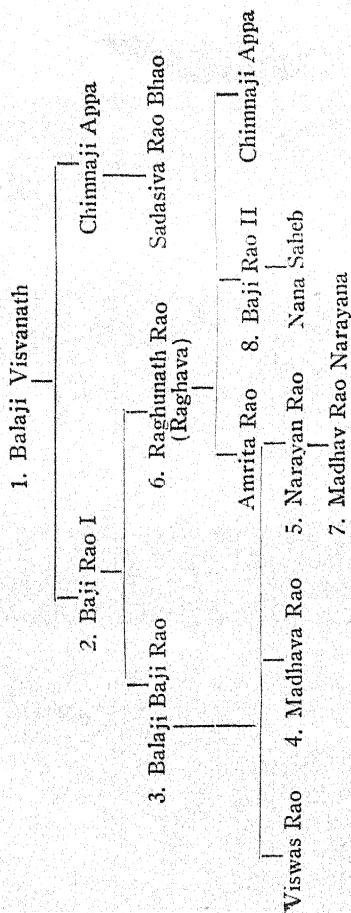 1. Balaji Visvanath
2. Baji Rao I Chimnaji Appa
3. Balaji Baji Rao 6. Raghunath Rao Sadasiva Rao Bhao
(Raghava)
Amrita Rao 8. Baji Rao II Chimnaji Appa
Viswas Rao 4. Madhava Rao 5. Narayan Rao Nana Saheb
7. Madhav Rao Narayana